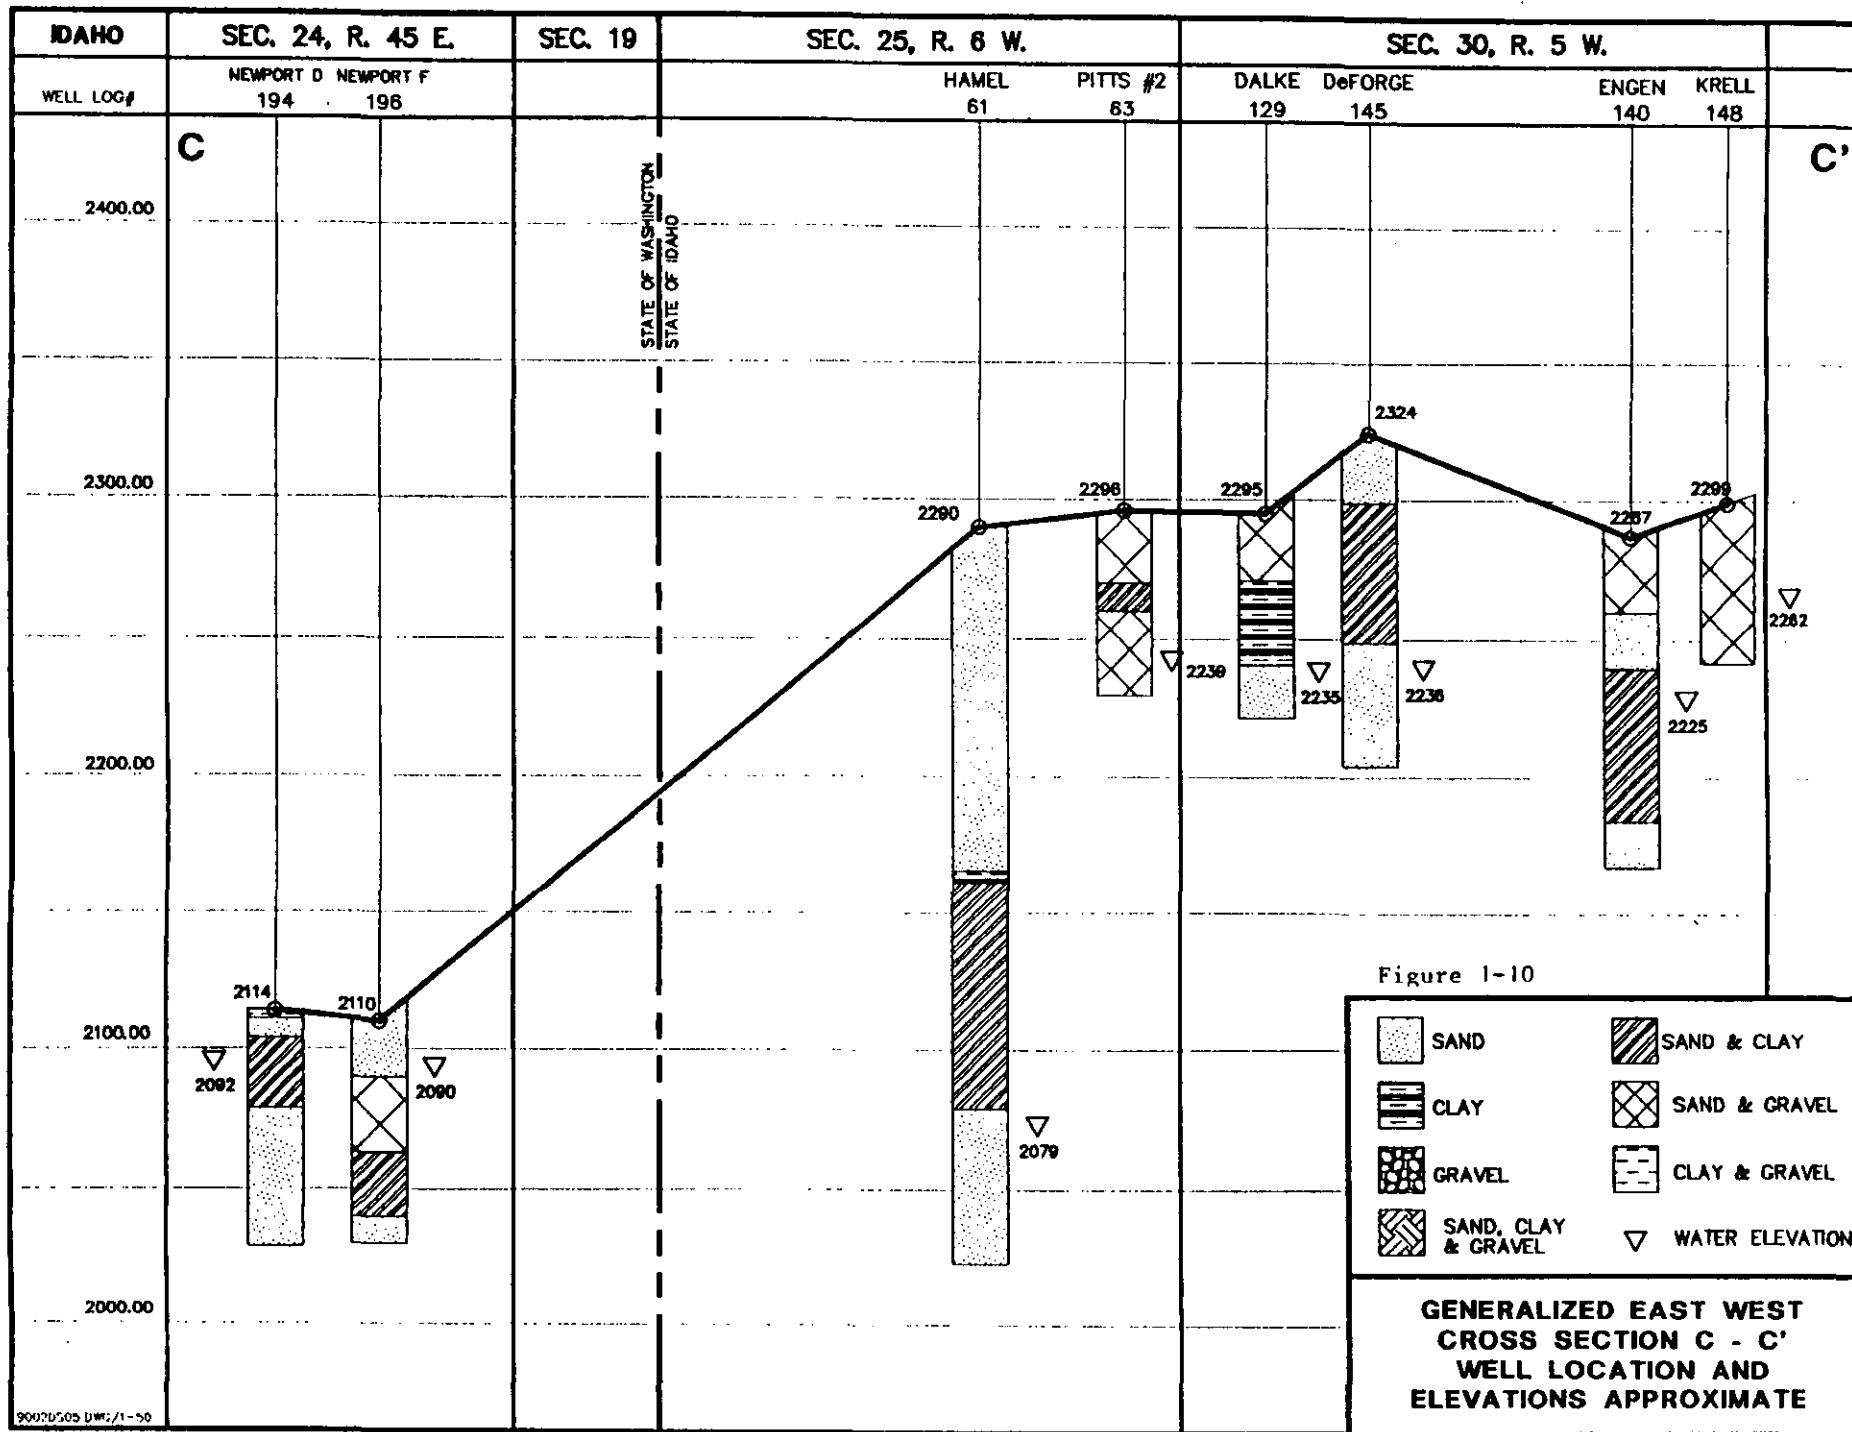 IDAHO SEC. 24, R. 45 E. SEC. 19 SEC. 25, R. 6 W. SEC. 30, R. 5 W.
NEWPORT D NEWPORT F HAMEL PITTS #2 DALKE DeFORGE ENGEN KRELL
WELL LOG# 194 196 61 63 129 145 140 148
C C'
STATE OF WASHINGTON
STATE OF IDAHO
2400.00
2324
2300.00
2290 2296 2295 2287 2299
2262
2239 2235 2236 2225
2200.00
2114 2110
2100.00
2092 2090 2079
2000.00
Figure 1-10
SAND SAND & CLAY
CLAY SAND & GRAVEL
GRAVEL CLAY & GRAVEL
SAND, CLAY
& GRAVEL
WATER ELEVATION
GENERALIZED EAST WEST
CROSS SECTION C - C'
WELL LOCATION AND
ELEVATIONS APPROXIMATE